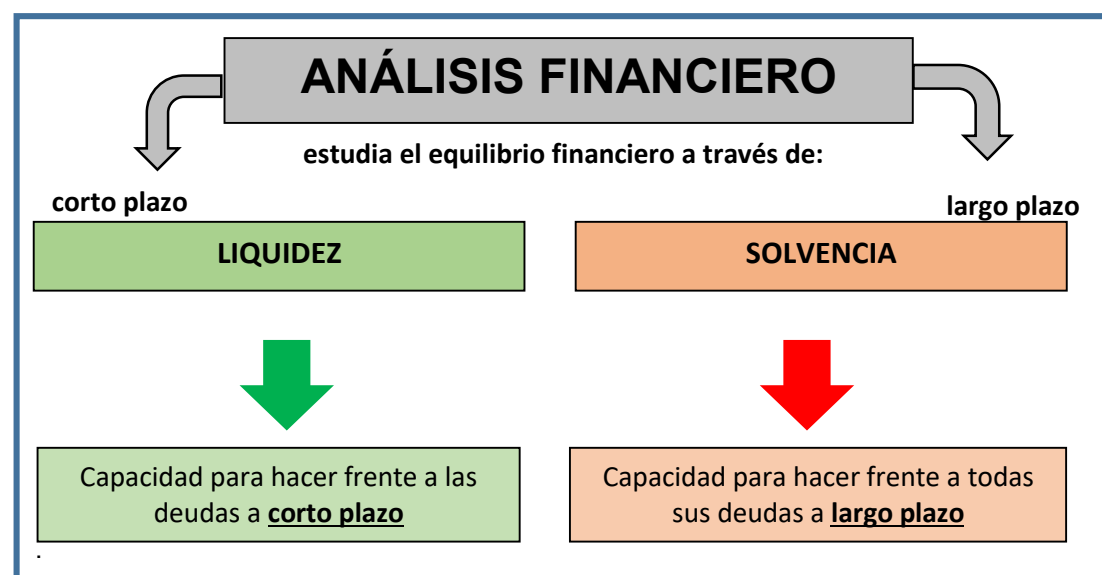 ANÁLISIS FINANCIERO
estudia el equilibrio financiero a través de:
corto plazo
largo plazo
LIQUIDEZ
SOLVENCIA
Capacidad para hacer frente a las
deudas a corto plazo
Capacidad para hacer frente a todas
sus deudas a largo plazo
.